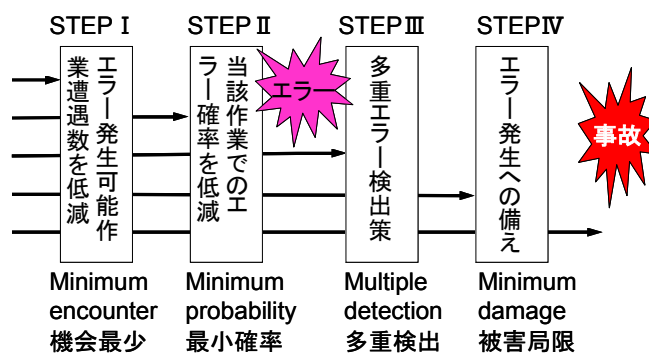 STEP Ⅰ
STEP Ⅱ
STEP Ⅲ
STEP Ⅳ
エラー発生可能作
業遭遇数を低減
当該作業でのエ
ラー確率を低減
エラー
多重エラー検出策
エラー発生への備え
事故
Minimum
encounter
機会最少
Minimum
probability
最小確率
Multiple
detection
多重検出
Minimum
damage
被害局限